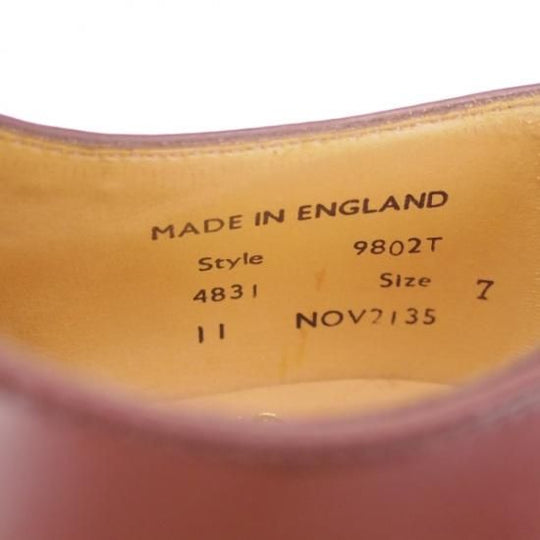 MADE IN ENGLAND
Style 9802T
4831 Size 7
11 NOV2135